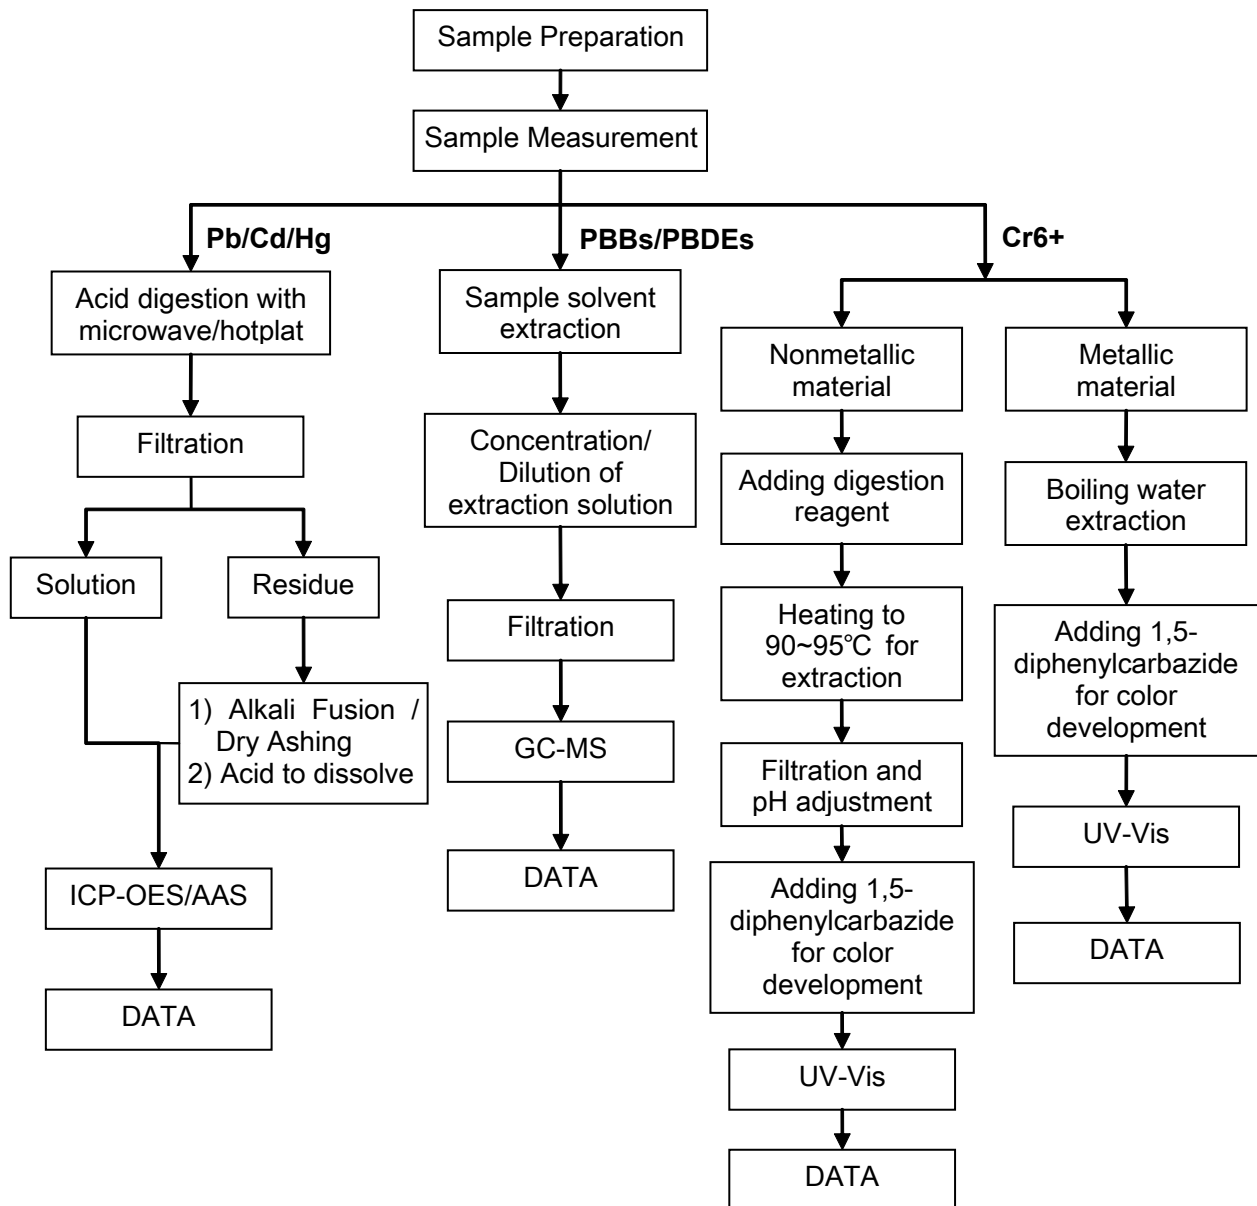 Sample Preparation
Sample Measurement
Pb/Cd/Hg
Acid digestion with
microwave/hotplat
Filtration
Solution
Residue
1) Alkali Fusion /
Dry Ashing
2) Acid to dissolve
ICP-OES/AAS
DATA
PBBs/PBDEs
Sample solvent
extraction
Concentration/
Dilution of
extraction solution
Filtration
GC-MS
DATA
Cr6+
Nonmetallic
material
Adding digestion
reagent
Heating to
90~95℃ for
extraction
Filtration and
pH adjustment
Adding 1,5-
diphenylcarbazide
for color
development
UV-Vis
DATA
Metallic
material
Boiling water
extraction
Adding 1,5-
diphenylcarbazide
for color
development
UV-Vis
DATA